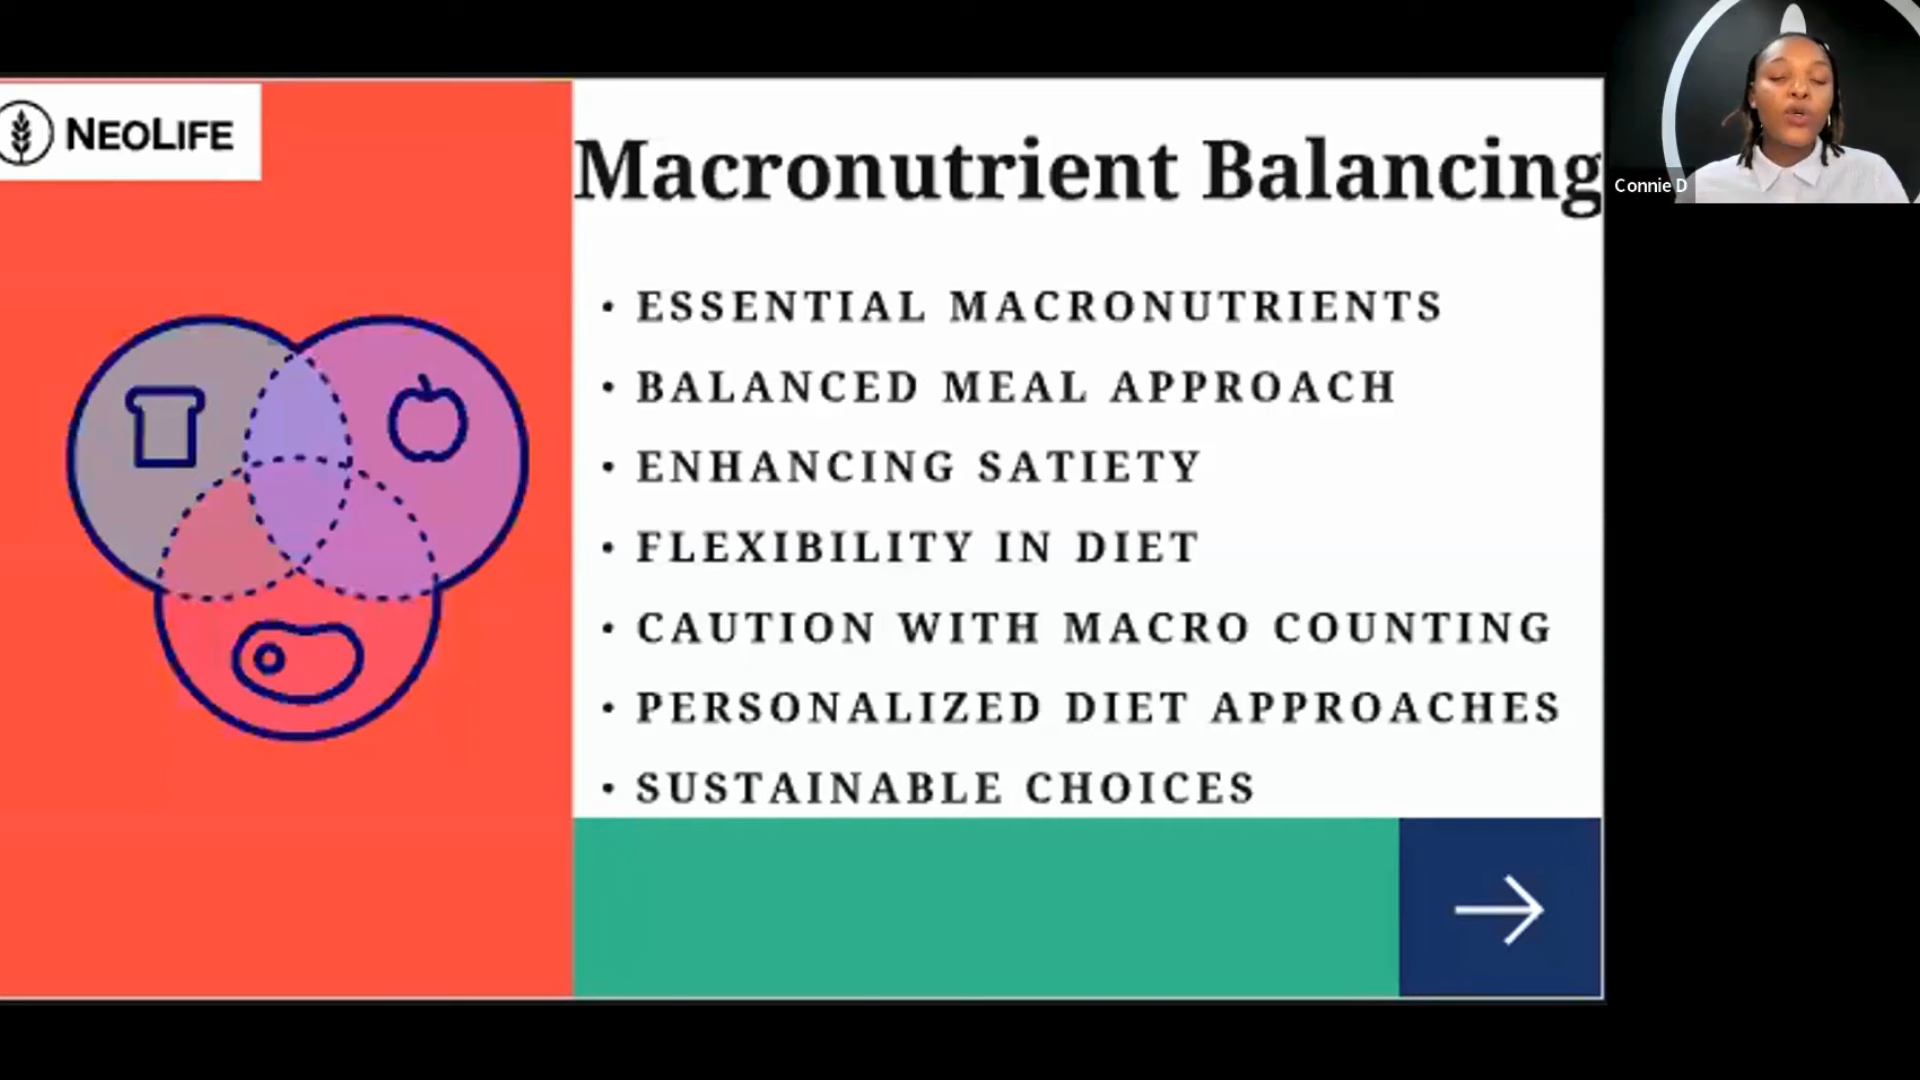 NEOLIFE
Macronutrient Balancing
• ESSENTIAL MACRONUTRIENTS
• BALANCED MEAL APPROACH
• ENHANCING SATIETY
• FLEXIBILITY IN DIET
• CAUTION WITH MACRO COUNTING
• PERSONALIZED DIET APPROACHES
• SUSTAINABLE CHOICES
Connie D